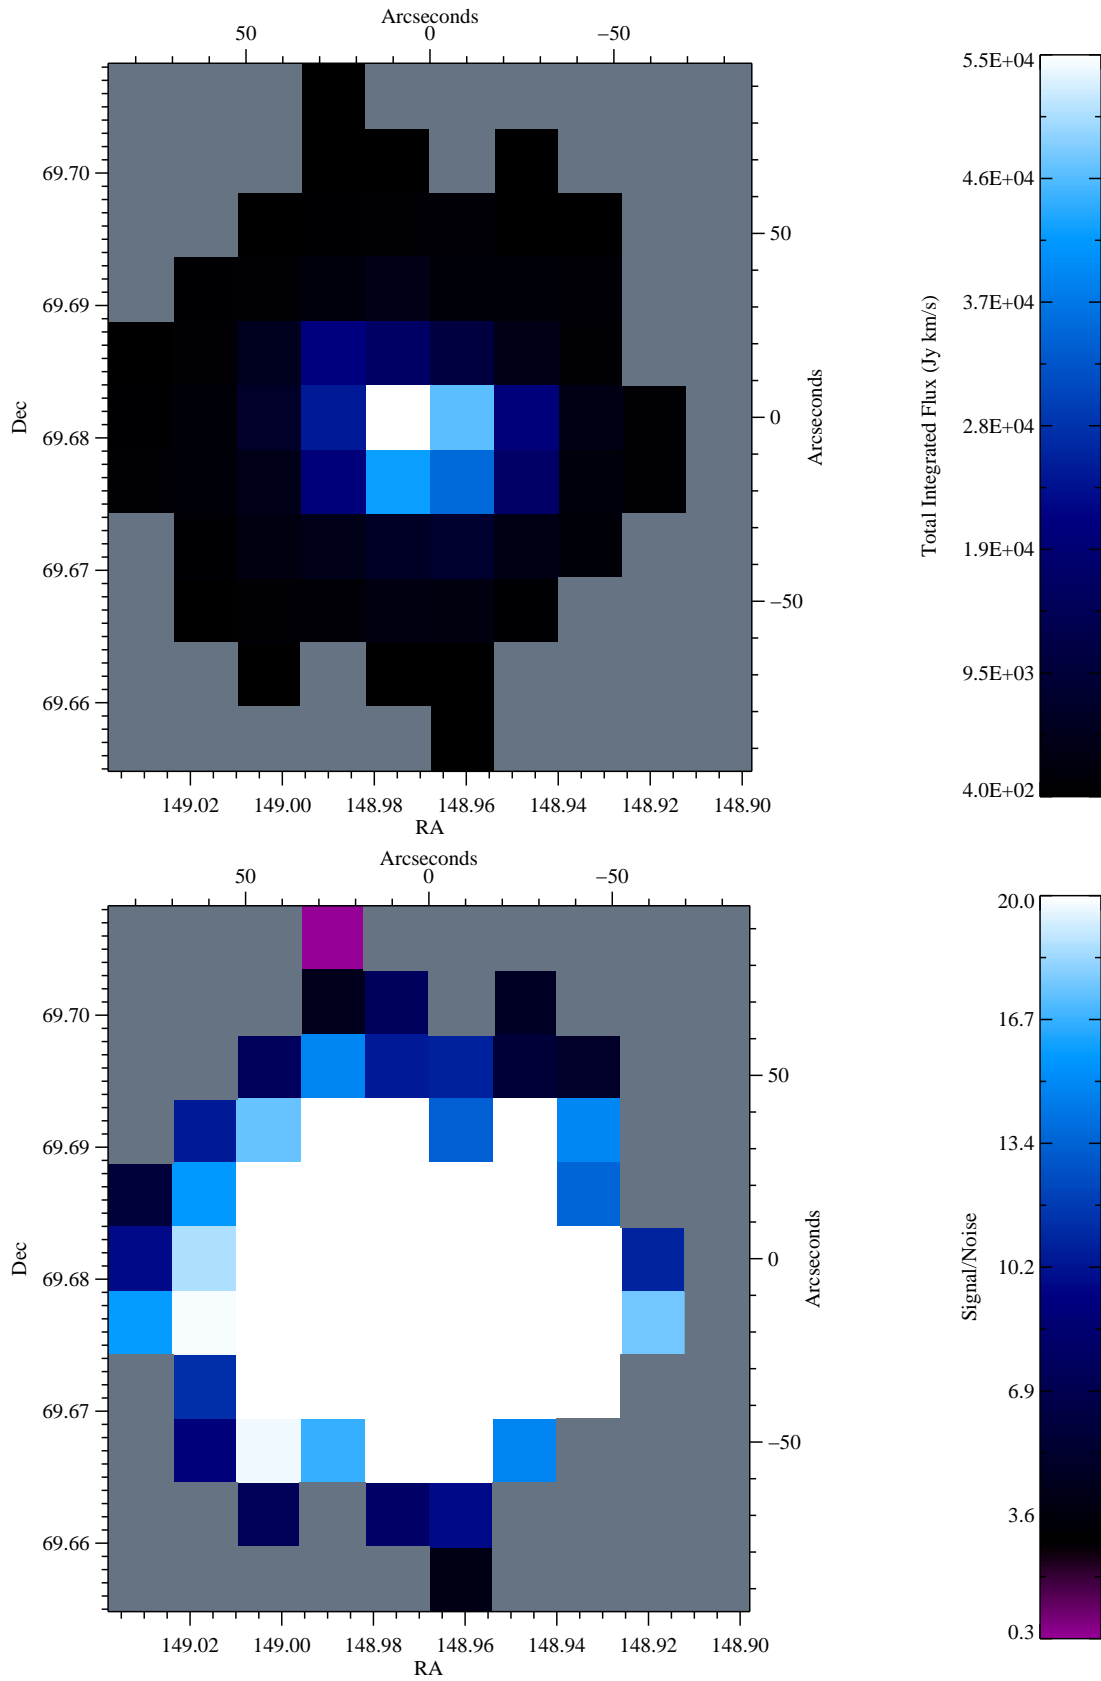 Arcseconds
50 0 −50
69.70
69.69
69.68
69.67
69.66
Dec
50
0
−50
Arcseconds
149.02 149.00 148.98 148.96 148.94 148.92 148.90
RA
5.5E+04
4.6E+04
3.7E+04
2.8E+04
1.9E+04
9.5E+03
4.0E+02
Total Integrated Flux (Jy km/s)
Arcseconds
50 0 −50
69.70
69.69
69.68
69.67
69.66
Dec
50
0
−50
Arcseconds
149.02 149.00 148.98 148.96 148.94 148.92 148.90
RA
20.0
16.7
13.4
10.2
6.9
3.6
0.3
Signal/Noise